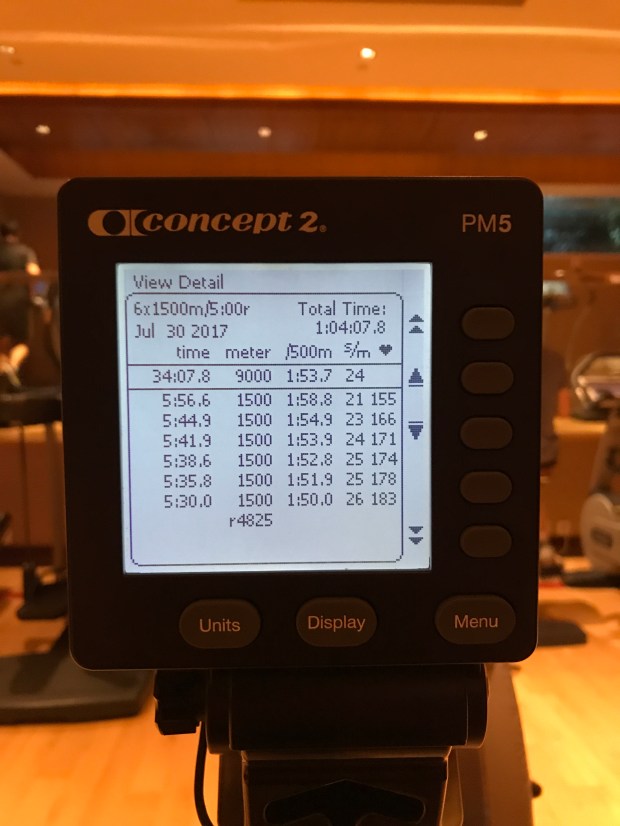 concept 2.
PM5
View Detail
6x1500m/5:00r Total Time:
Jul 30 2017 1:04:07.8
time meter /500m s/m ♥
34:07.8 9000 1:53.7 24
5:56.6 1500 1:58.8 21 155
5:44.9 1500 1:54.9 23 166
5:41.9 1500 1:53.9 24 171
5:38.6 1500 1:52.8 25 174
5:35.8 1500 1:51.9 25 178
5:30.0 1500 1:50.0 26 183
r4825
Units Display Menu